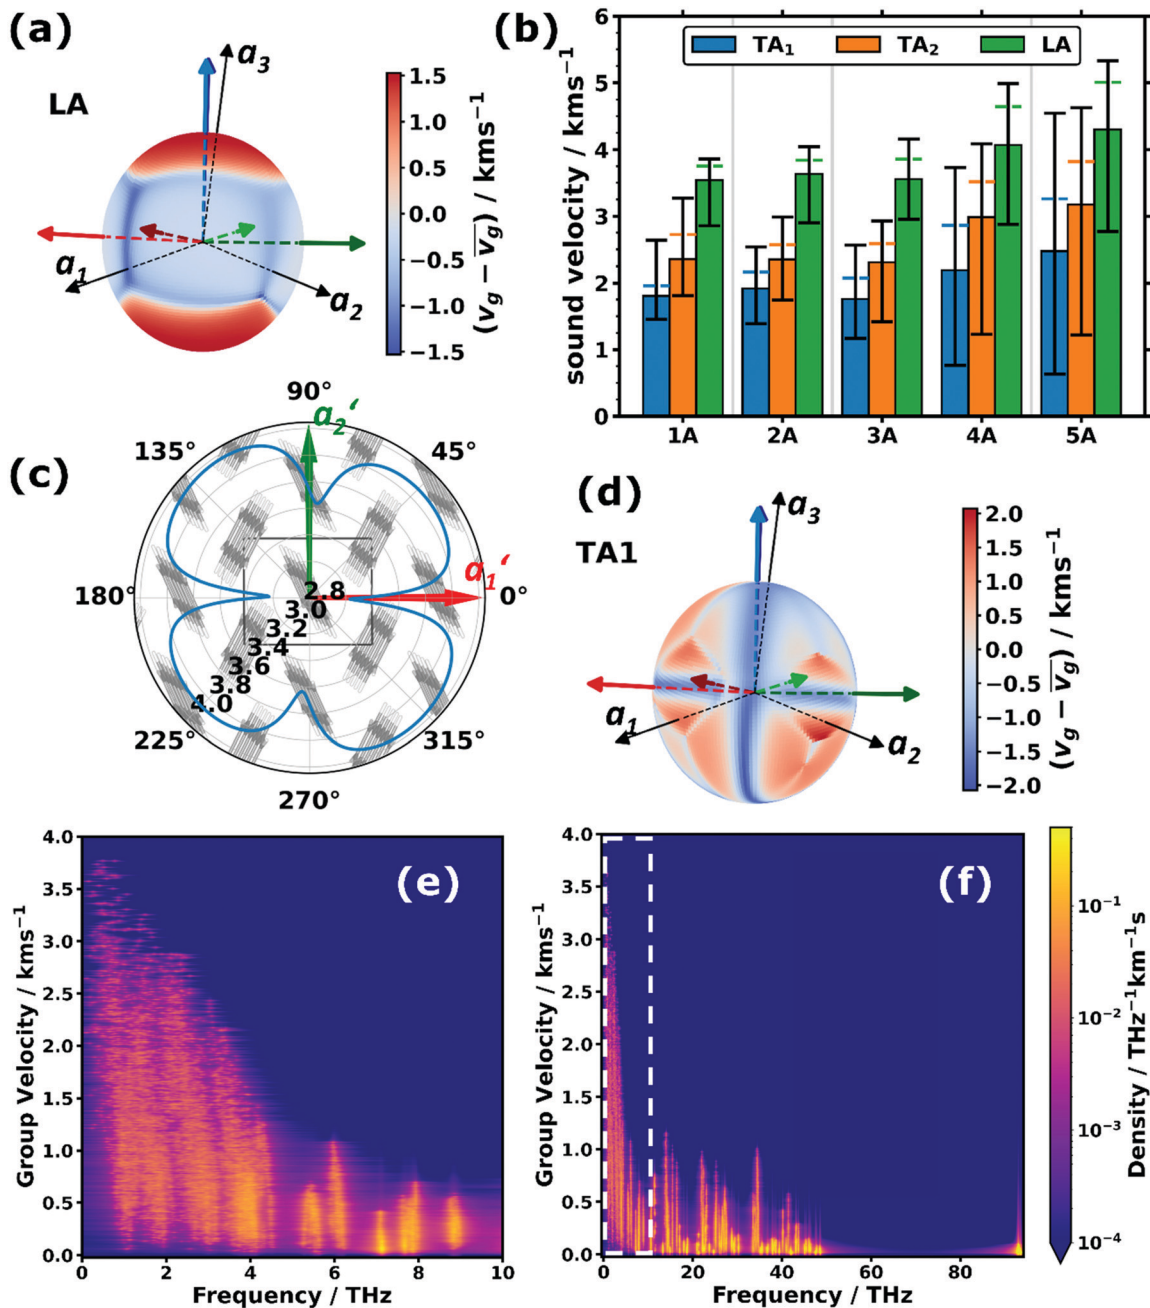 (a)
LA
a3
a1
a2
1.5
1.0
0.5
0.0
−0.5
−1.0
−1.5
(vg − vg) / kms−1
(b)
TA1 TA2 LA
6
5
4
3
2
1
0
sound velocity / kms−1
1A 2A 3A 4A 5A
(c)
90°
a2‘
135° 45°
180° a1‘ 0°
2.8
3.0
3.2
3.4
3.6
3.8
4.0
225° 315°
270°
(d)
TA1
a3
a1
a2
2.0
1.5
1.0
0.5
0.0
−0.5
−1.0
−1.5
−2.0
(vg − vg) / kms−1
(e)
4.0
3.5
3.0
2.5
2.0
1.5
1.0
0.5
0.0
Group Velocity / kms−1
0 2 4 6 8 10
Frequency / THz
(f)
4.0
3.5
3.0
2.5
2.0
1.5
1.0
0.5
0.0
Group Velocity / kms−1
0 20 40 60 80
Frequency / THz
10−1
10−2
10−3
10−4
Density / THz−1km−1s